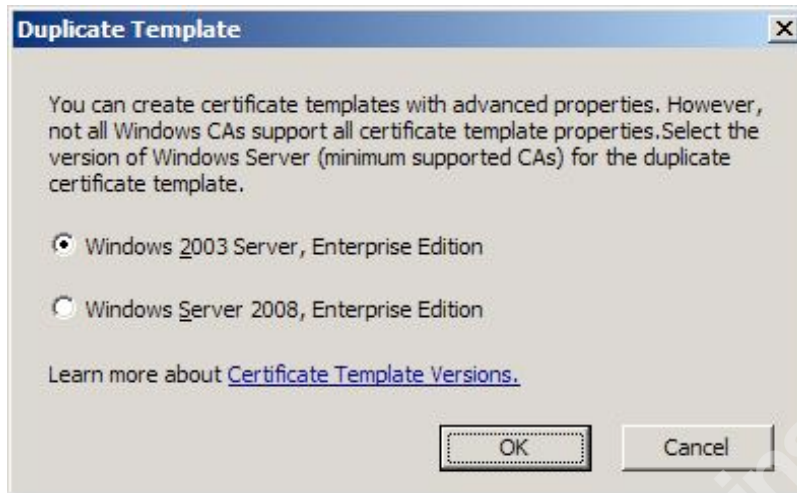 Duplicate Template
You can create certificate templates with advanced properties. However,
not all Windows CAs support all certificate template properties.Select the
version of Windows Server (minimum supported CAs) for the duplicate
certificate template.
Windows 2003 Server, Enterprise Edition
Windows Server 2008, Enterprise Edition
Learn more about Certificate Template Versions.
OK Cancel